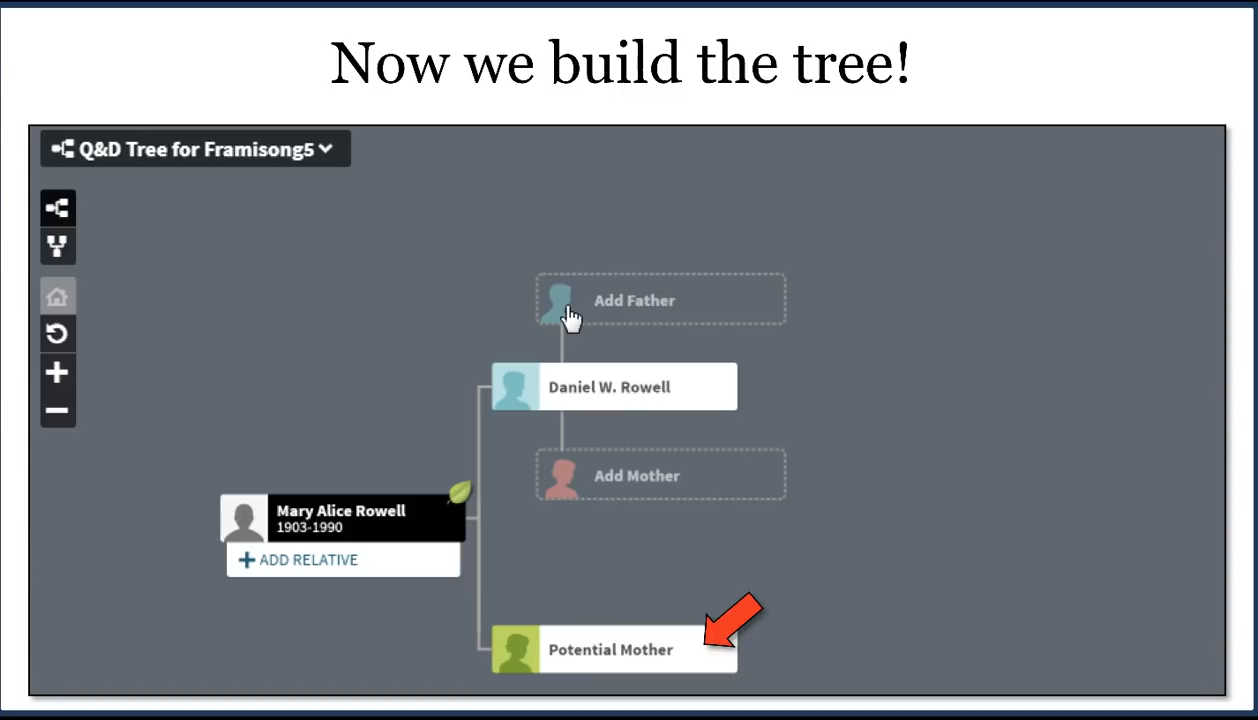 Now we build the tree!
Q&D Tree for Framisong5
Add Father
Daniel W. Rowell
Add Mother
Mary Alice Rowell
1903-1990
+ ADD RELATIVE
Potential Mother